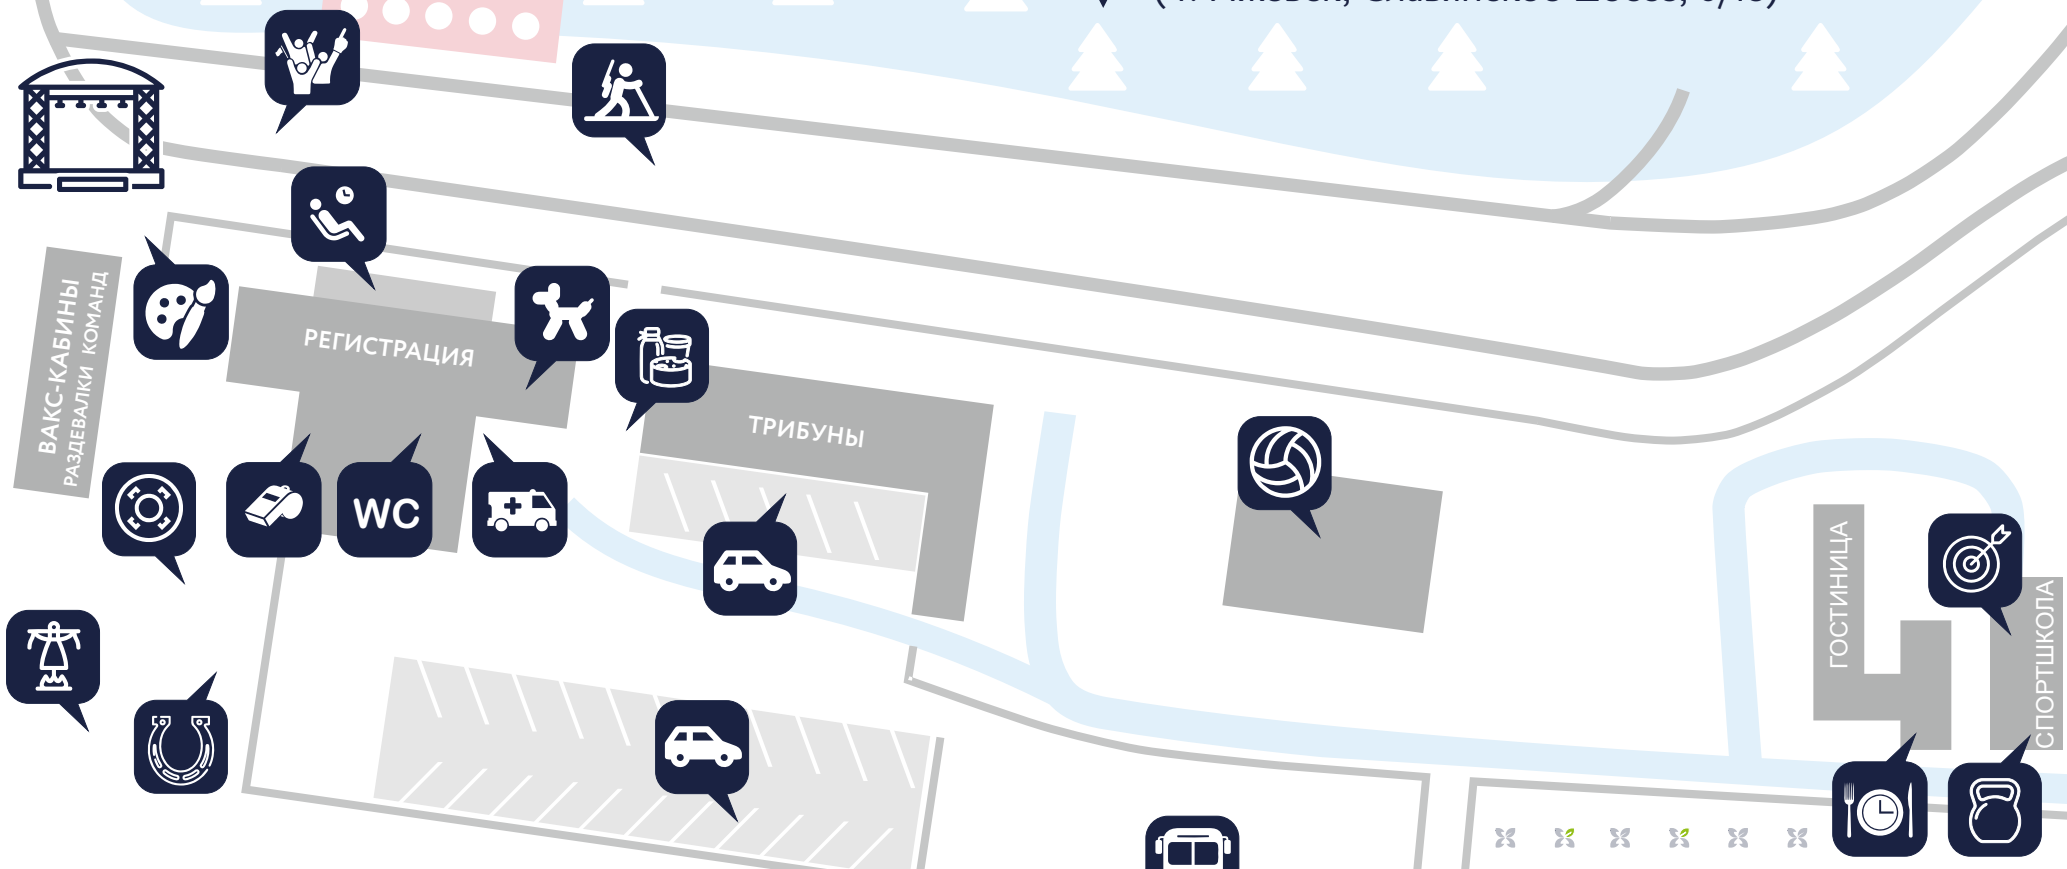 ВАКС-КАБИНЫ
РАЗДЕВАЛКИ КОМАНД
РЕГИСТРАЦИЯ
ТРИБУНЫ
WC
ГОСТИНИЦА
СПОРТШКОЛА